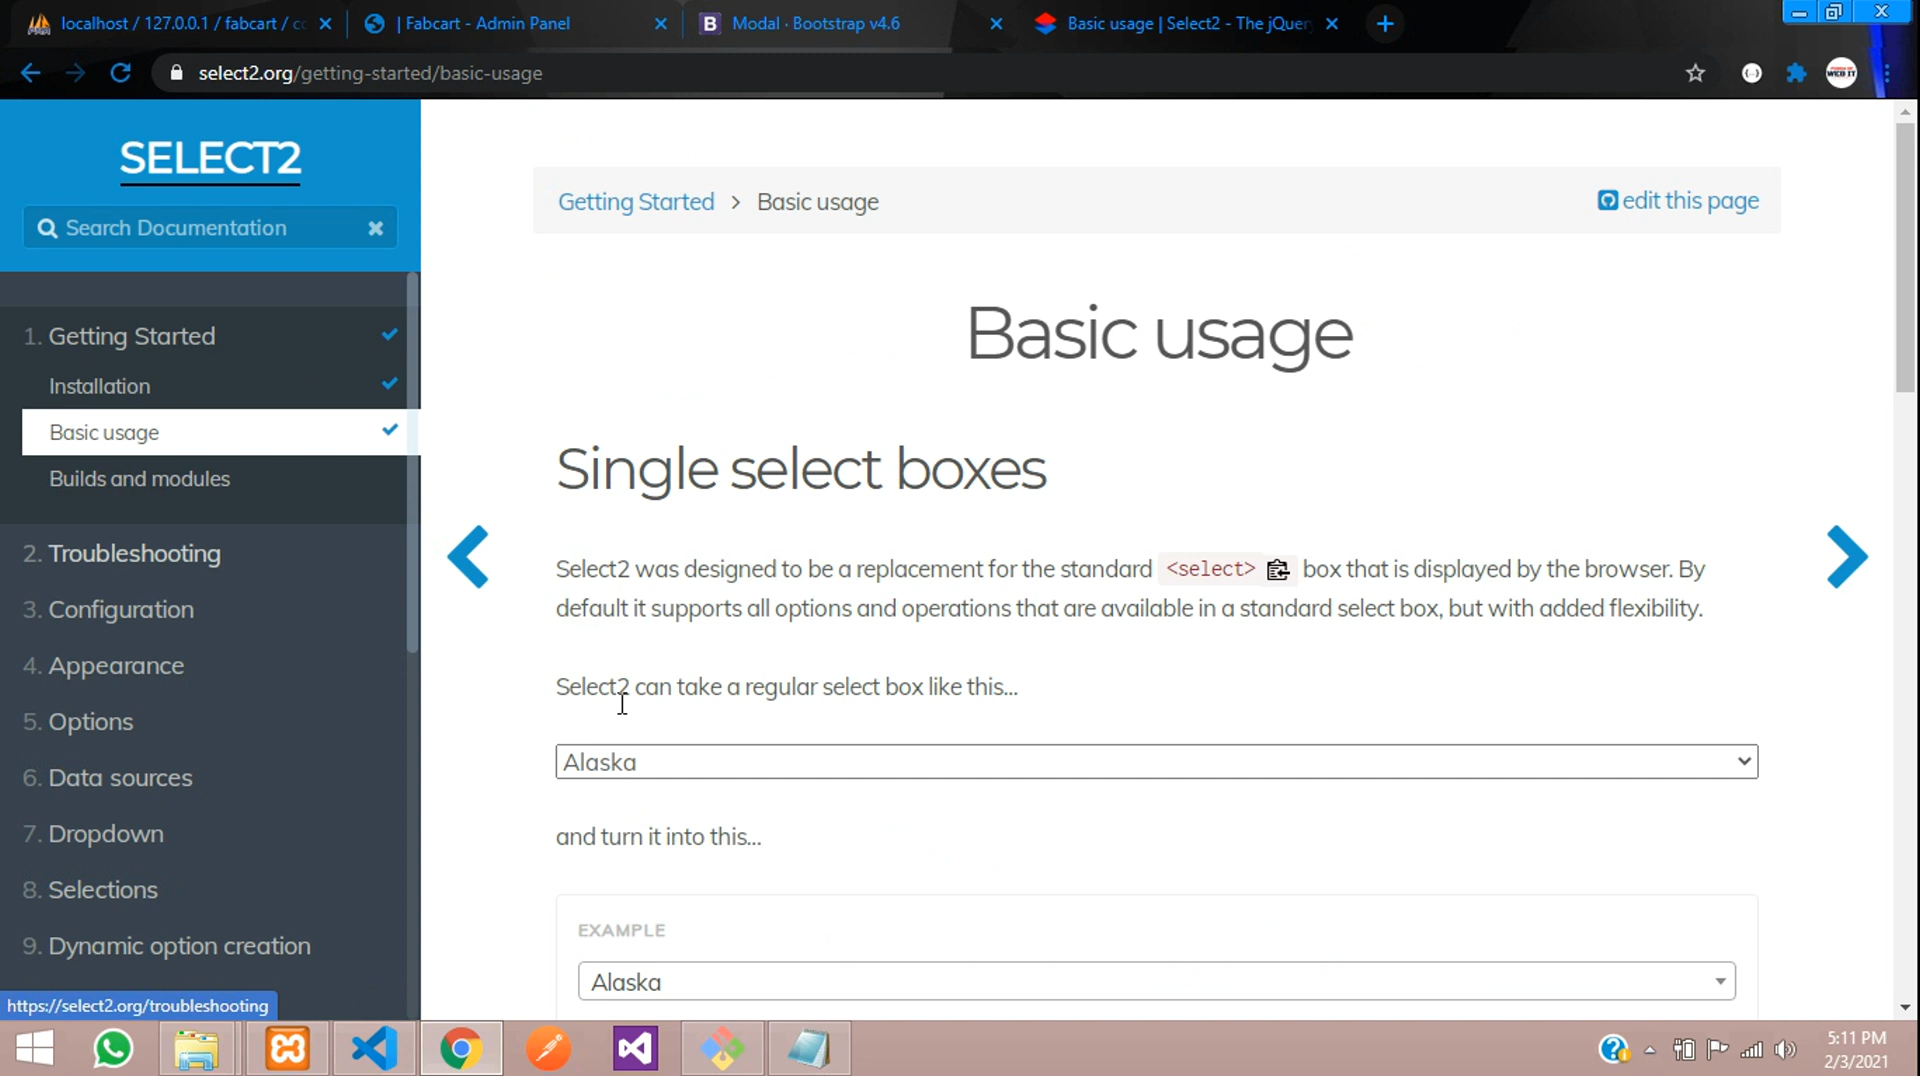 localhost / 127.0.0.1 / fabcart / cc
| Fabcart - Admin Panel
B
Modal · Bootstrap v4.6
Basic usage | Select2 - The jQuery
select2.org/getting-started/basic-usage
SELECT2
Search Documentation
1. Getting Started
Installation
Basic usage
Builds and modules
2. Troubleshooting
3. Configuration
4. Appearance
5. Options
6. Data sources
7. Dropdown
8. Selections
9. Dynamic option creation
https://select2.org/troubleshooting
Getting Started > Basic usage
edit this page
Basic usage
Single select boxes
Select2 was designed to be a replacement for the standard <select> box that is displayed by the browser. By
default it supports all options and operations that are available in a standard select box, but with added flexibility.
Select2 can take a regular select box like this...
Alaska
and turn it into this...
EXAMPLE
Alaska
5:11 PM
2/3/2021